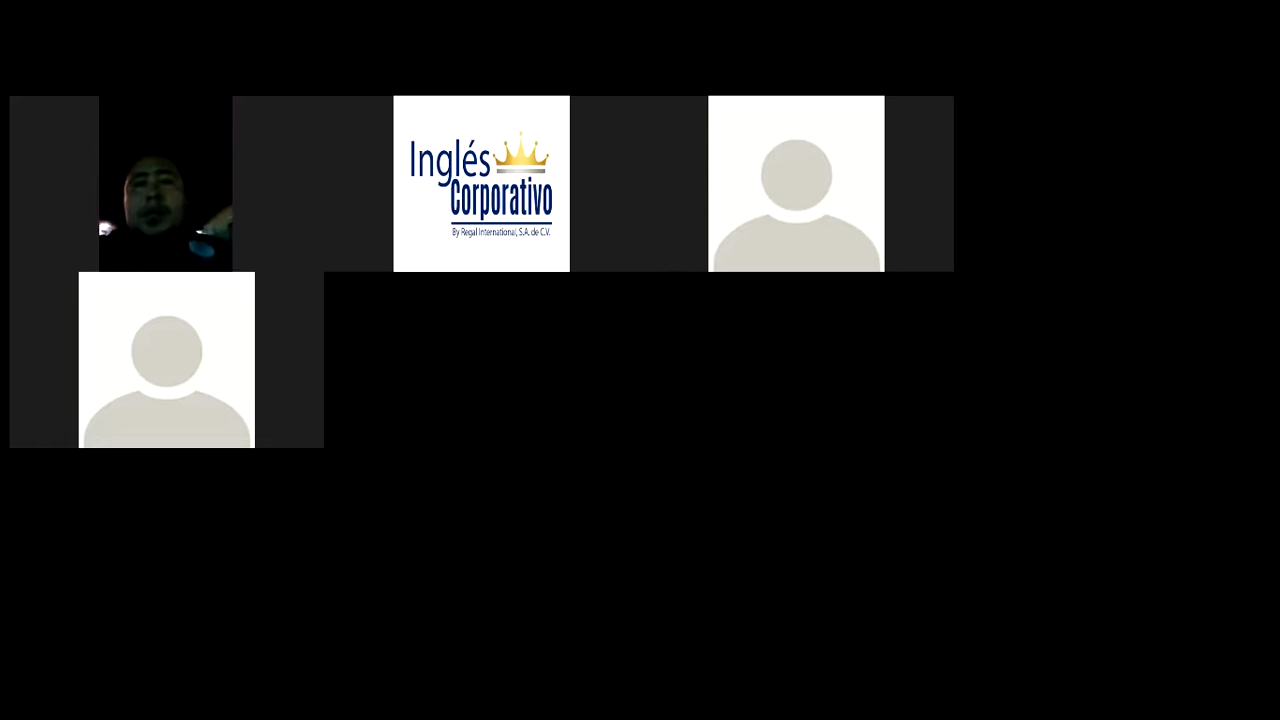 Inglés
Corporativo
By Regal International, S.A. de C.V.